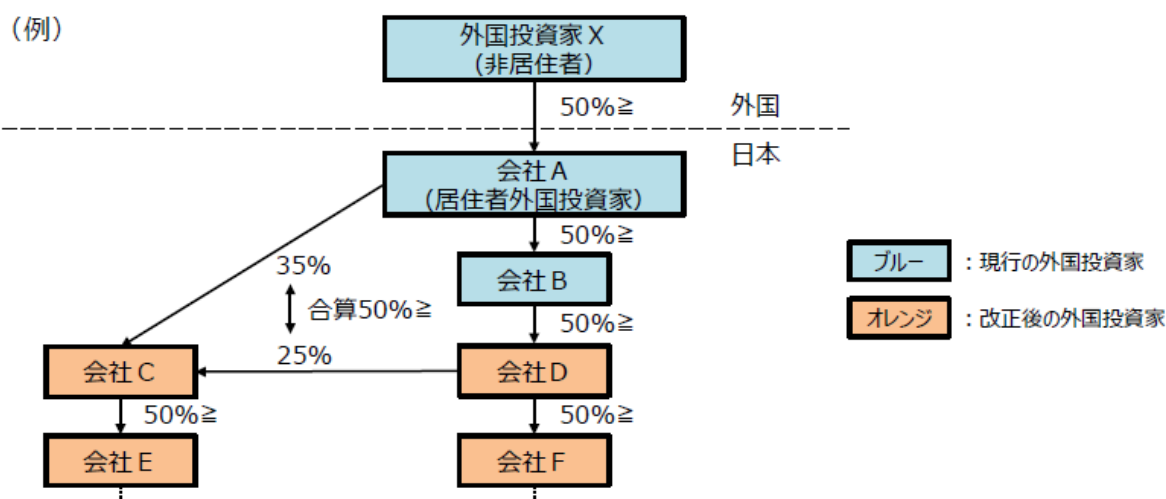 （例）
外国投資家Ｘ
（非居住者）
50%≧
外国
日本
会社Ａ
（居住者外国投資家）
50%≧
35%
合算50%≧
会社Ｂ
50%≧
25%
会社Ｃ
会社Ｄ
50%≧
50%≧
会社Ｅ
会社Ｆ
ブルー ：現行の外国投資家
オレンジ ：改正後の外国投資家